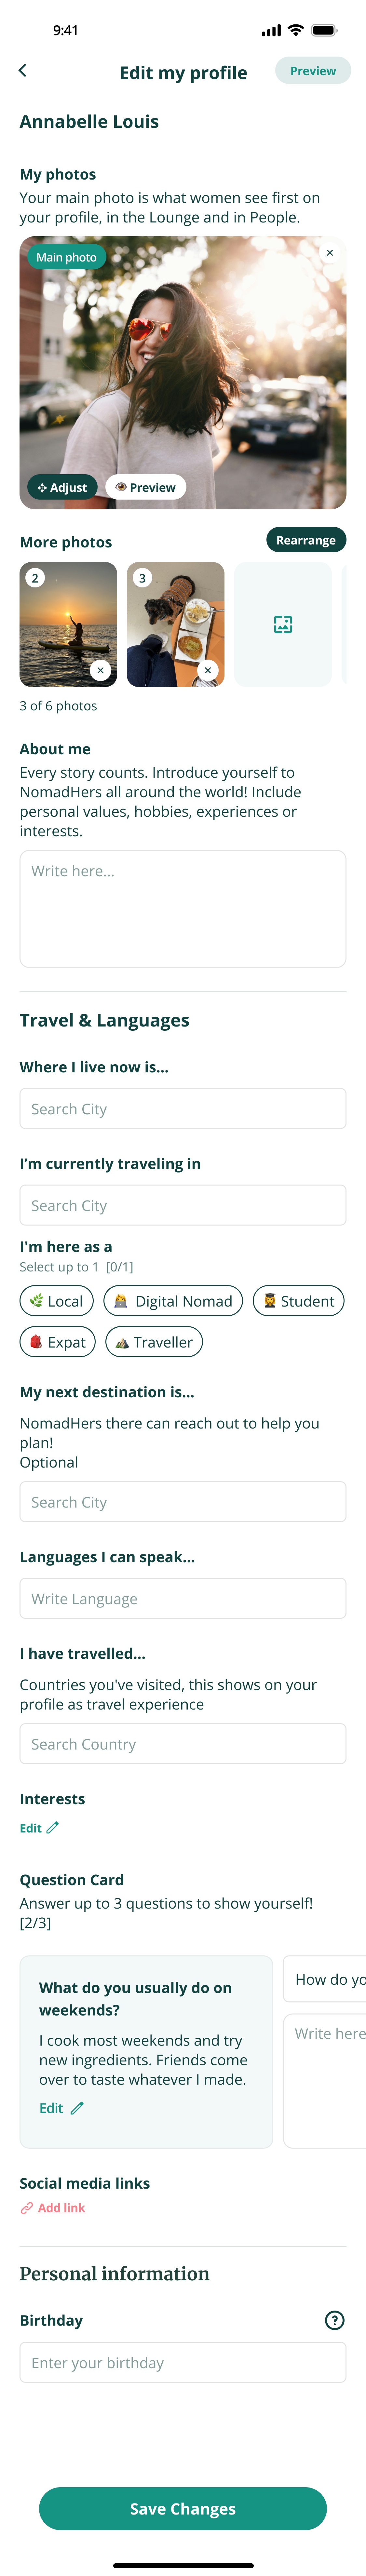 9:41
Edit my profile
Preview
Annabelle Louis
My photos
Your main photo is what women see first on
your profile, in the Lounge and in People.
Main photo
Adjust
Preview
More photos
Rearrange
2
3
3 of 6 photos
About me
Every story counts. Introduce yourself to
NomadHers all around the world! Include
personal values, hobbies, experiences or
interests.
Write here...
Travel & Languages
Where I live now is...
Search City
I'm currently traveling in
Search City
I'm here as a
Select up to 1 [0/1]
Local
Digital Nomad
Student
Expat
Traveller
My next destination is...
NomadHers there can reach out to help you
plan!
Optional
Search City
Languages I can speak...
Write Language
I have travelled...
Countries you've visited, this shows on your
profile as travel experience
Search Country
Interests
Edit
Question Card
Answer up to 3 questions to show yourself!
[2/3]
What do you usually do on
weekends?
I cook most weekends and try
new ingredients. Friends come
over to taste whatever I made.
Edit
How do yo
Write here
Social media links
Add link
Personal information
Birthday
?
Enter your birthday
Save Changes